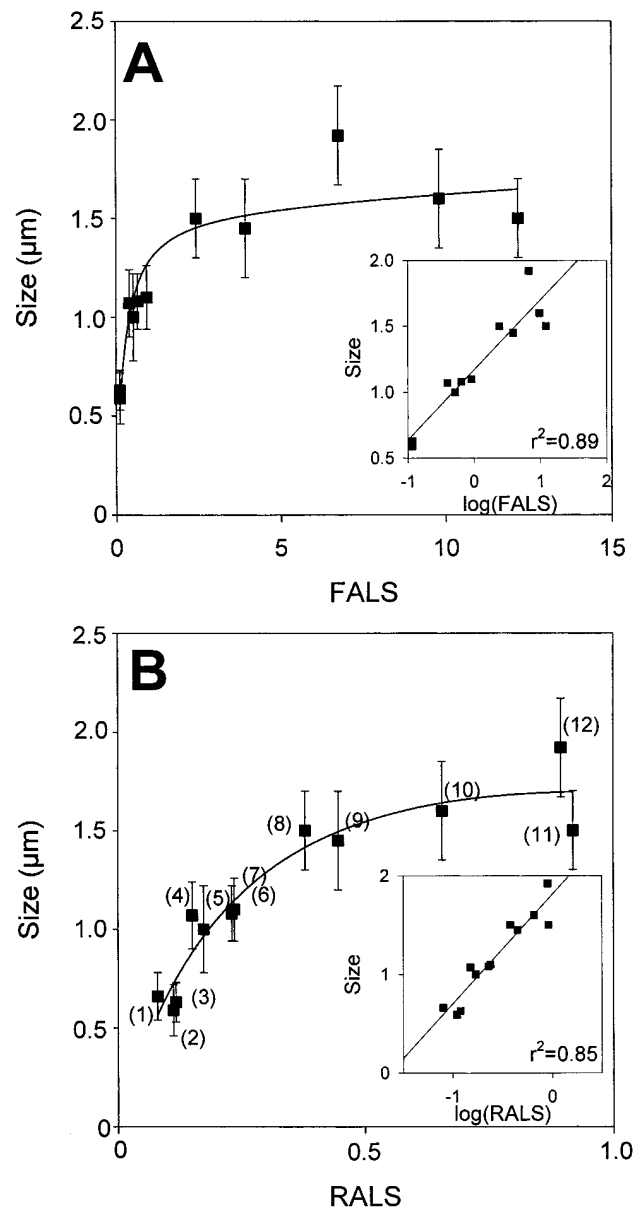 A
2.5
2.0
1.5
1.0
0.5
0
Size (µm)
0 5 10 15
FALS
2.0
1.5
1.0
0.5
Size
r²=0.89
-1 0 1 2
log(FALS)
B
2.5
2.0
1.5
1.0
0.5
0
Size (µm)
(12)
(10)
(8) (9) (11)
(7)
(4) (5) (6)
(3)
(1)
(2)
0 0.5 1.0
RALS
2
1
0
Size
r²=0.85
-1 0
log(RALS)